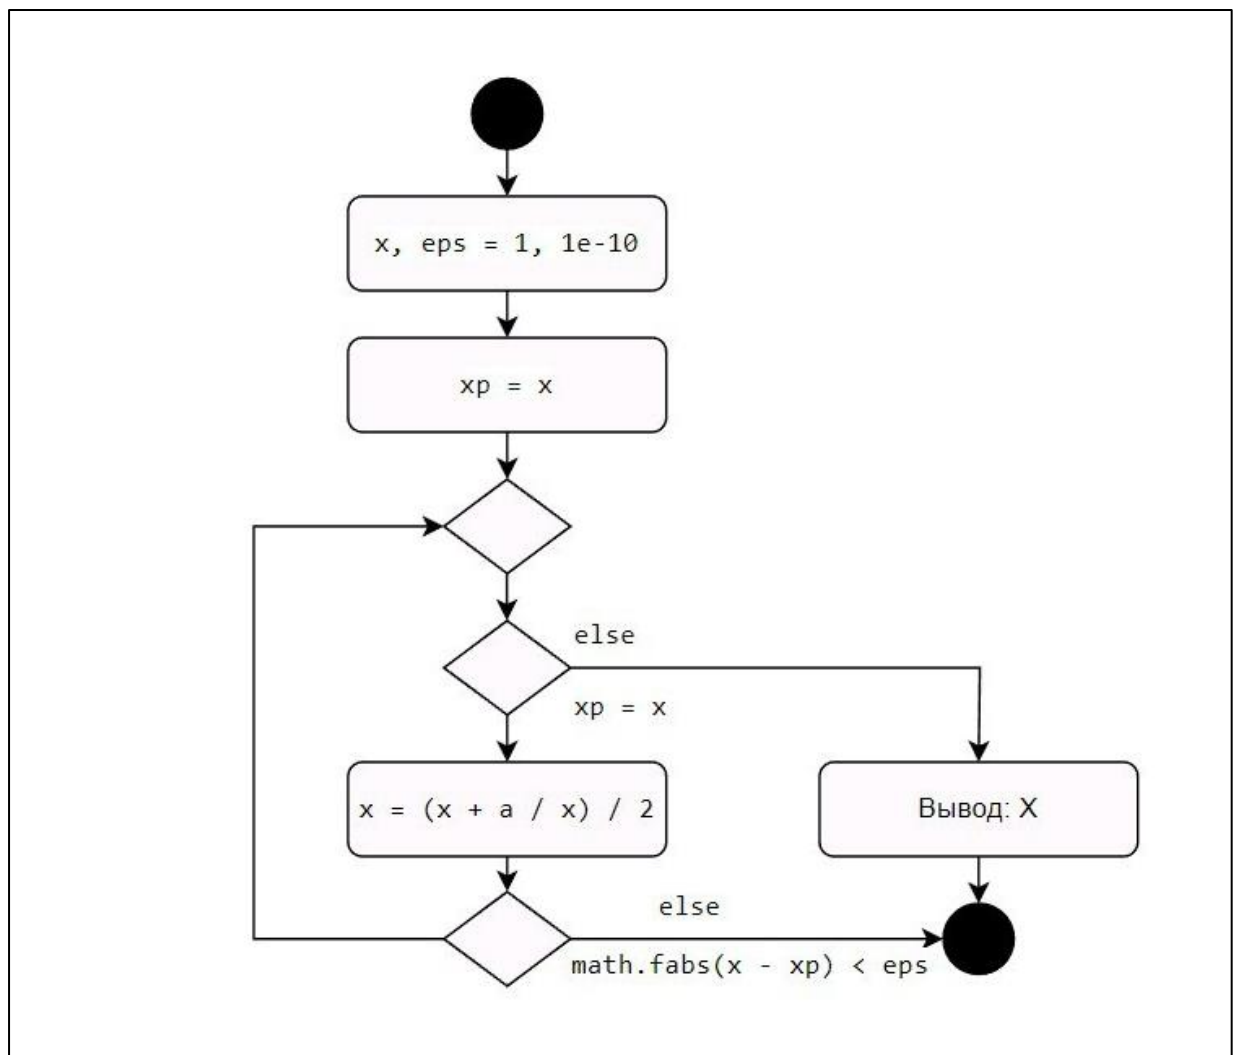 x, eps = 1, 1e-10
xp = x
else
xp = x
x = (x + a / x) / 2
Вывод: X
else
math.fabs(x - xp) < eps